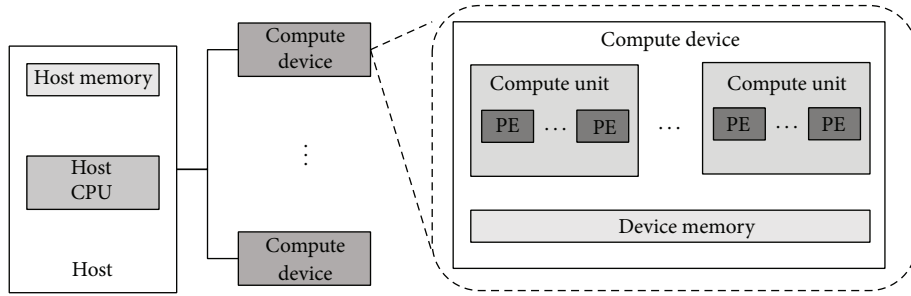 Host memory
Host
CPU
Host
Compute
device
⋮
Compute
device
Compute device
Compute unit
PE ... PE
...
Compute unit
PE ... PE
Device memory